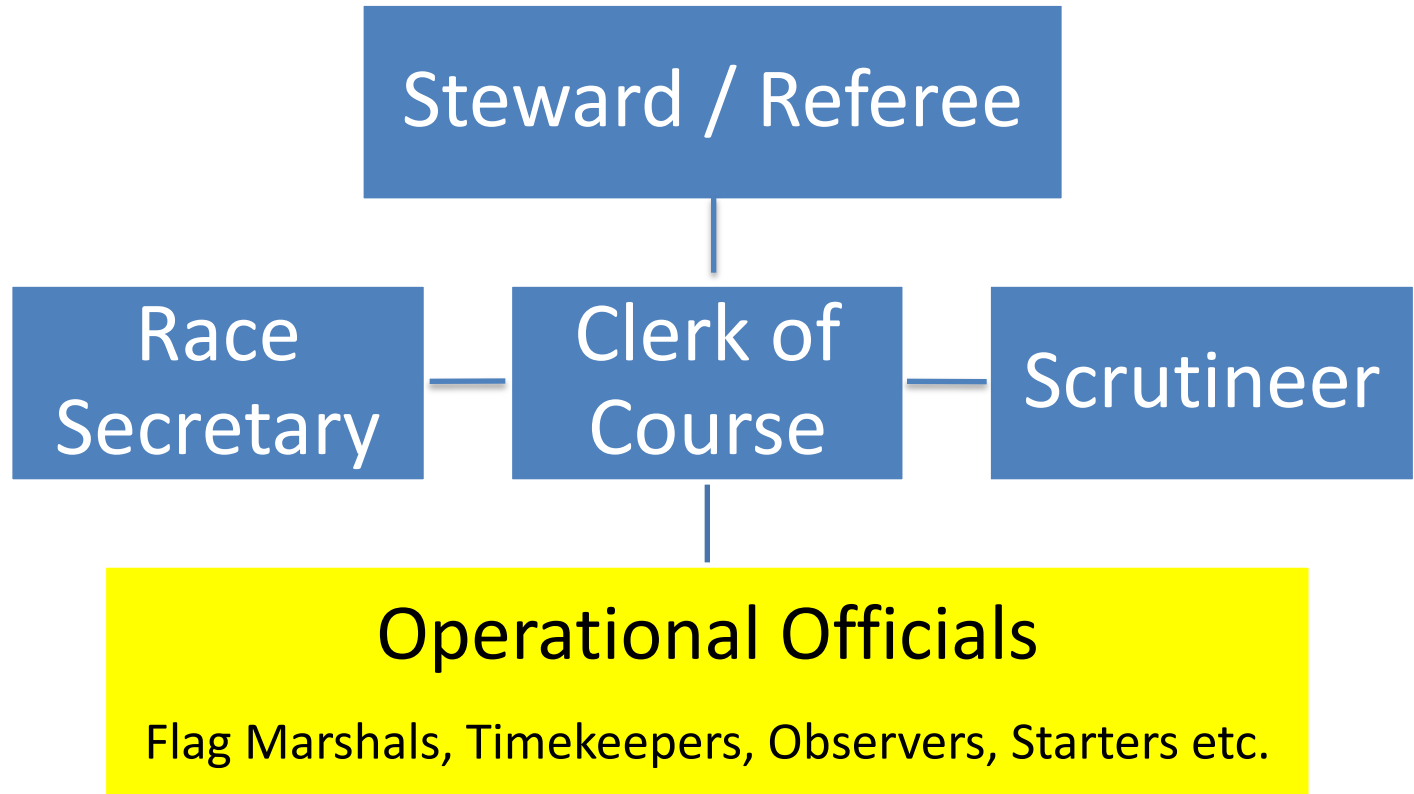 Steward / Referee
Race
Secretary
Clerk of
Course
Scrutineer
Operational Officials
Flag Marshals, Timekeepers, Observers, Starters etc.